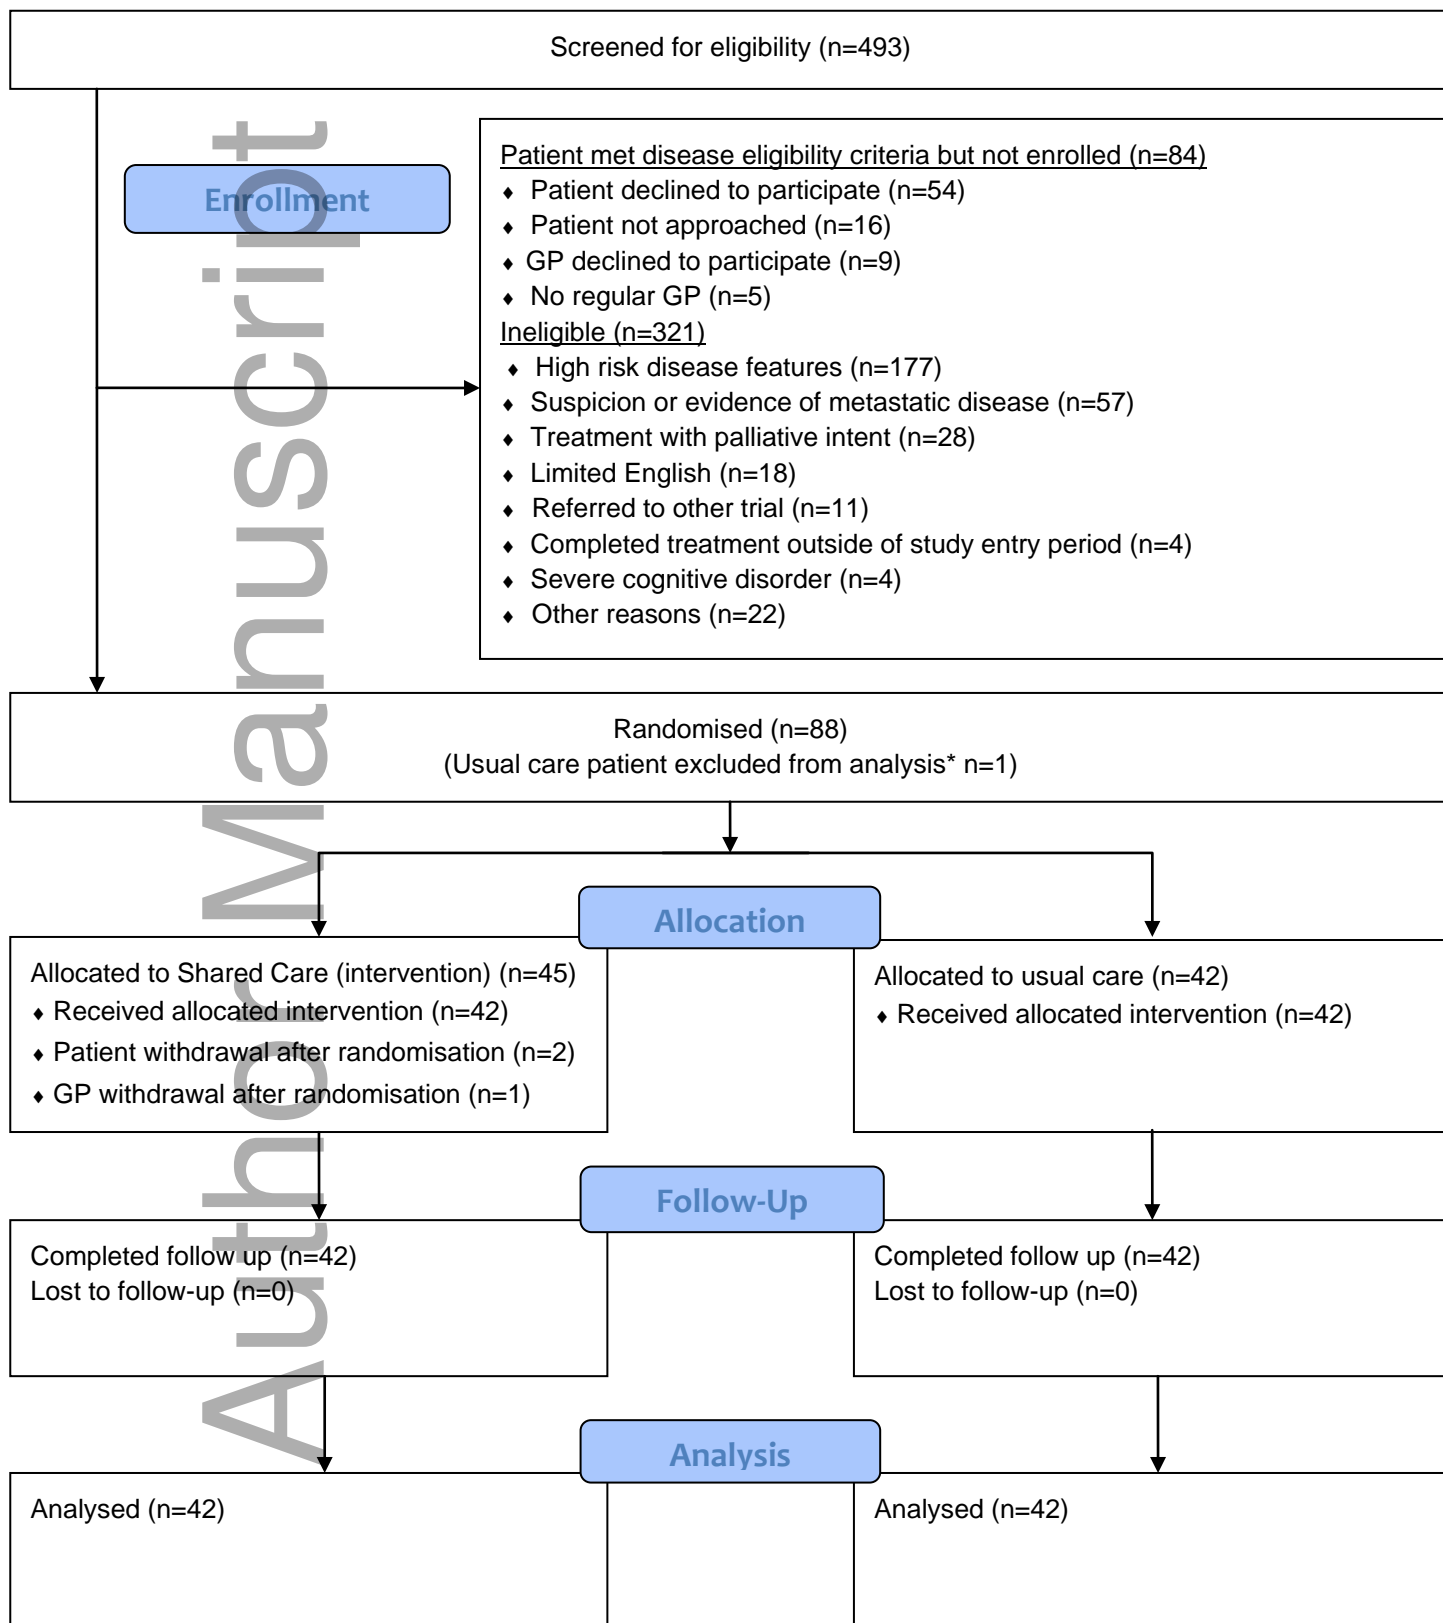 Screened for eligibility (n=493)
Enrollment
Patient met disease eligibility criteria but not enrolled (n=84)
♦ Patient declined to participate (n=54)
♦ Patient not approached (n=16)
♦ GP declined to participate (n=9)
♦ No regular GP (n=5)
Ineligible (n=321)
♦ High risk disease features (n=177)
♦ Suspicion or evidence of metastatic disease (n=57)
♦ Treatment with palliative intent (n=28)
♦ Limited English (n=18)
♦ Referred to other trial (n=11)
♦ Completed treatment outside of study entry period (n=4)
♦ Severe cognitive disorder (n=4)
♦ Other reasons (n=22)
Randomised (n=88)
(Usual care patient excluded from analysis* n=1)
Allocation
Allocated to Shared Care (intervention) (n=45)
♦ Received allocated intervention (n=42)
♦ Patient withdrawal after randomisation (n=2)
♦ GP withdrawal after randomisation (n=1)
Allocated to usual care (n=42)
♦ Received allocated intervention (n=42)
Follow-Up
Completed follow up (n=42)
Lost to follow-up (n=0)
Completed follow up (n=42)
Lost to follow-up (n=0)
Analysis
Analysed (n=42)
Analysed (n=42)
Author Manuscript